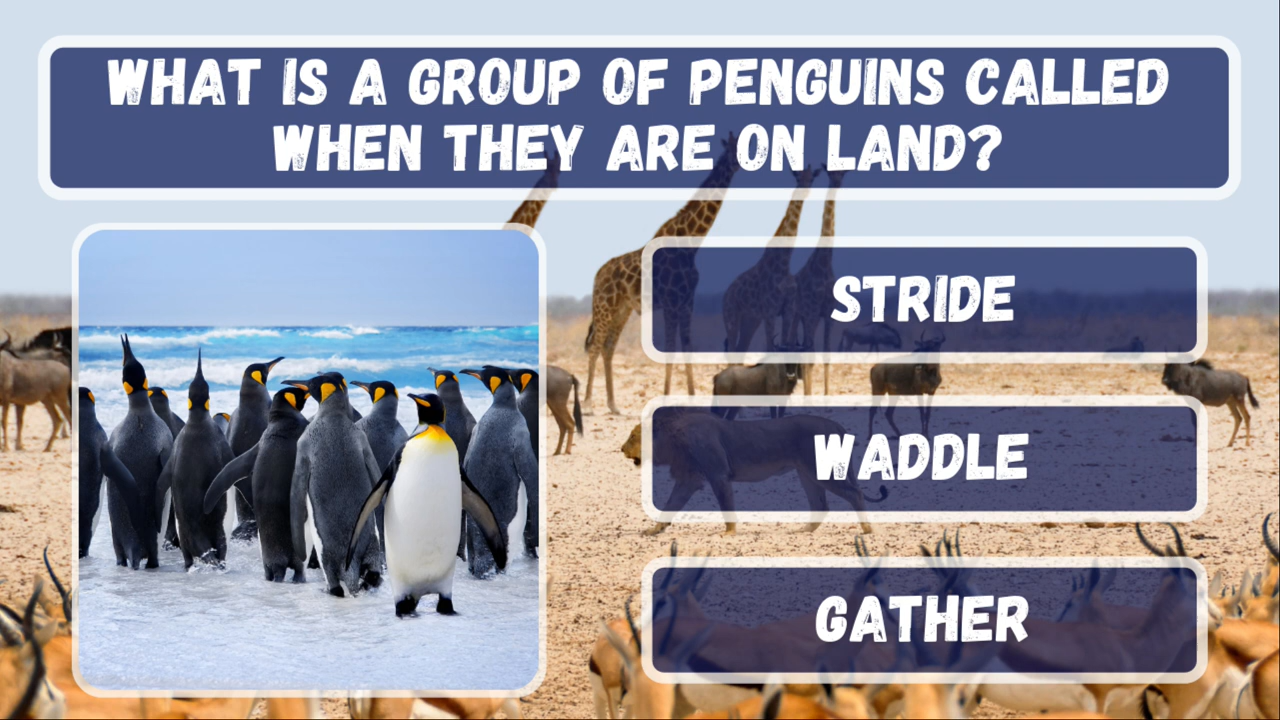 WHAT IS A GROUP OF PENGUINS CALLED
WHEN THEY ARE ON LAND?
STRIDE
WADDLE
GATHER